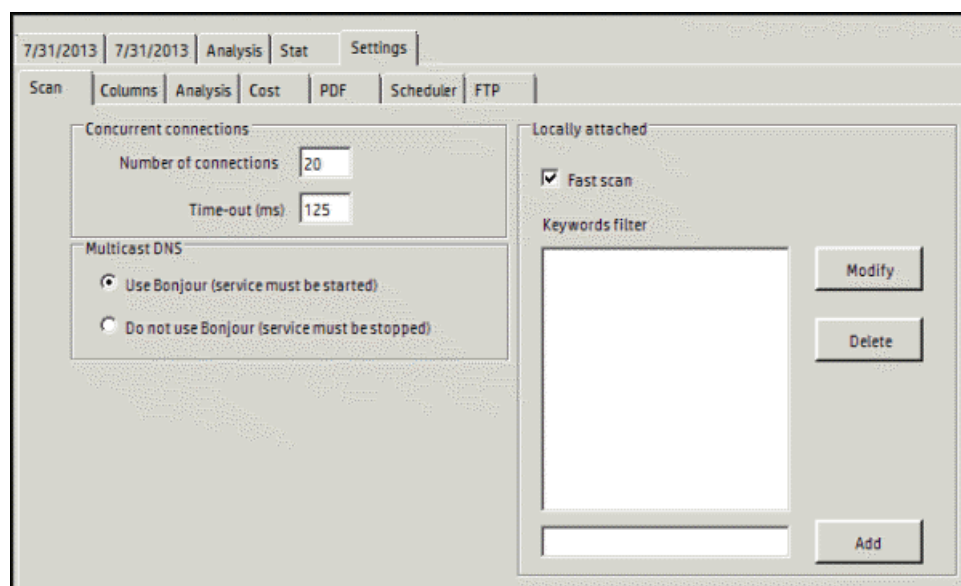 7/31/2013 7/31/2013 Analysis Stat Settings
Scan Columns Analysis Cost PDF Scheduler FTP
Concurrent connections
Number of connections 20
Time-out (ms) 125
Multicast DNS
Use Bonjour (service must be started)
Do not use Bonjour (service must be stopped)
Locally attached
Fast scan
Keywords filter
Modify
Delete
Add